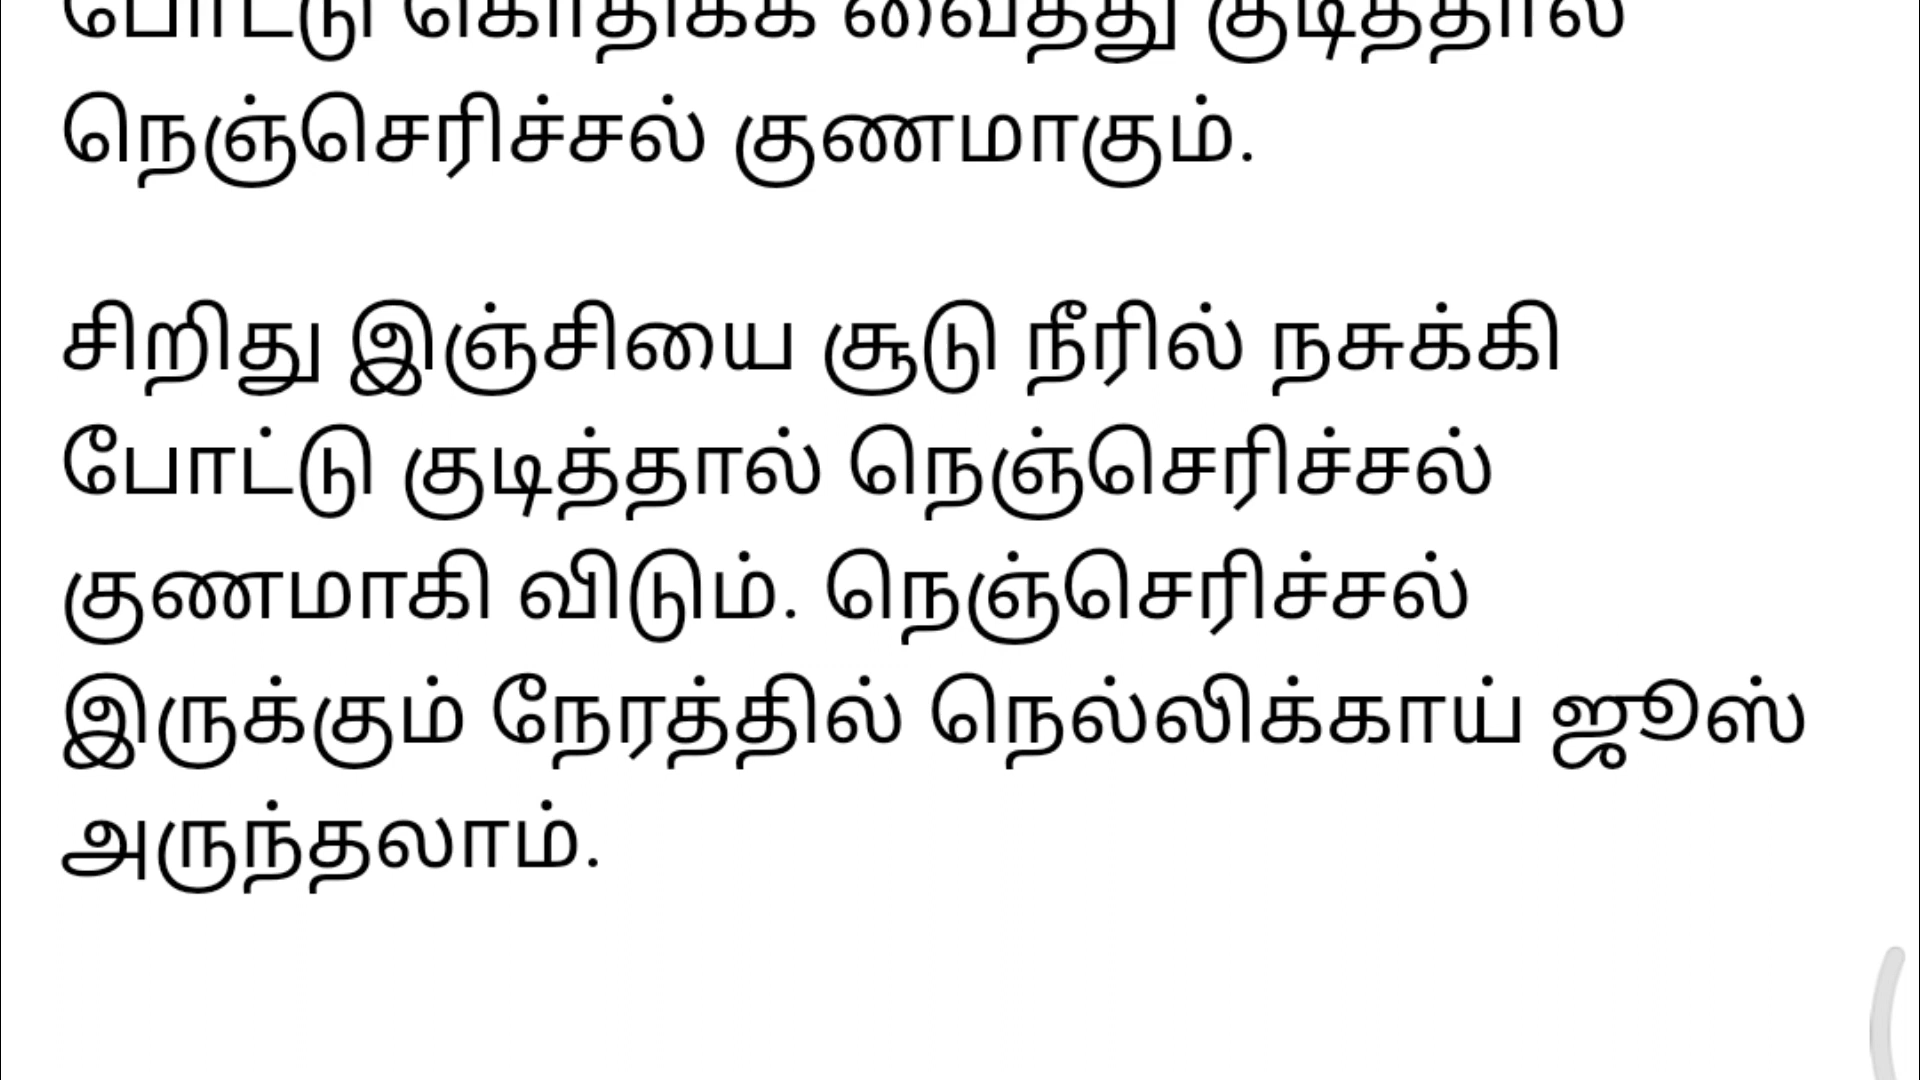 போட்டு கொதிக்க வைத்து குடித்தால்
நெஞ்செரிச்சல் குணமாகும்.
சிறிது இஞ்சியை சூடு நீரில் நசுக்கி
போட்டு குடித்தால் நெஞ்செரிச்சல்
குணமாகி விடும். நெஞ்செரிச்சல்
இருக்கும் நேரத்தில் நெல்லிக்காய் ஜூஸ்
அருந்தலாம்.